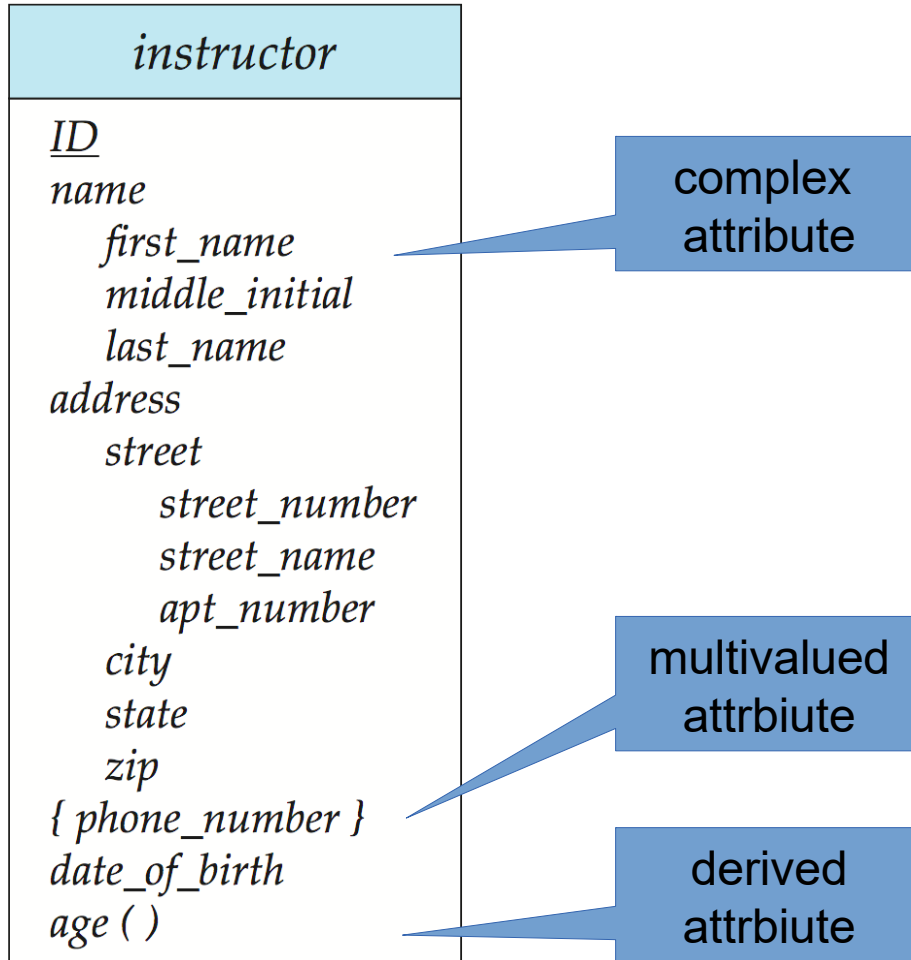 instructor
ID
name
first_name
middle_initial
last_name
address
street
street_number
street_name
apt_number
city
state
zip
{ phone_number }
date_of_birth
age ( )
complex
attribute
multivalued
attrbiute
derived
attrbiute